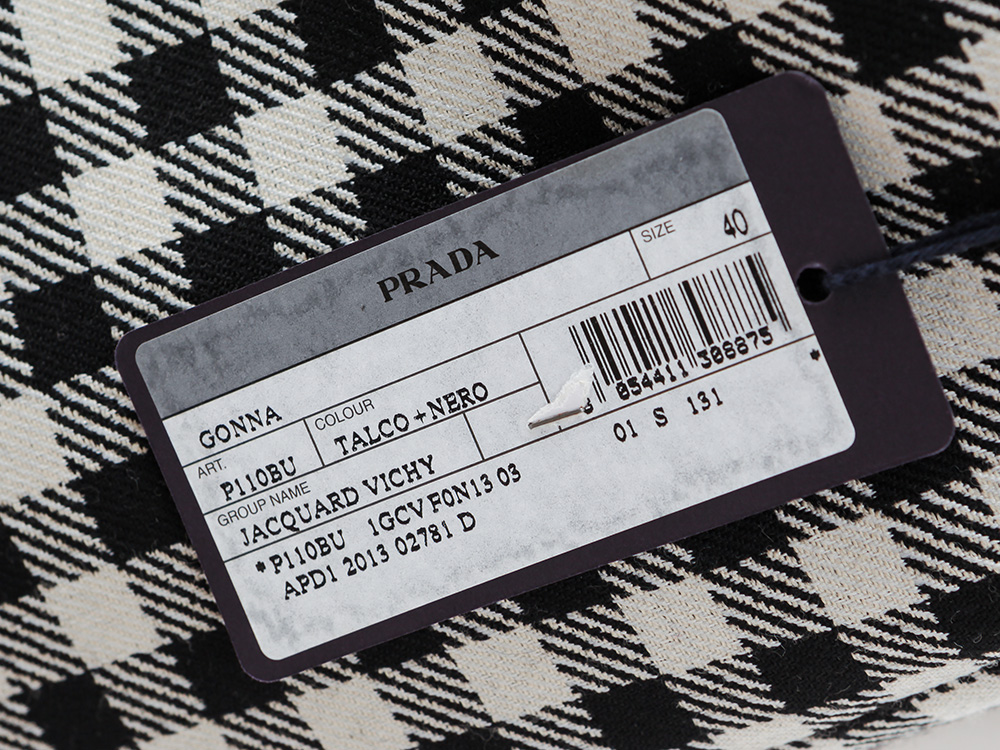 PRADA
SIZE 40
GONNA
COLOUR
TALCO+NERO
8 054411 308875
ART.
P110BU
01 S 131
GROUP NAME
JACQUARD VICHY
*P110BU 1GCV F0N13 03 *
APD1 2013 02781 D